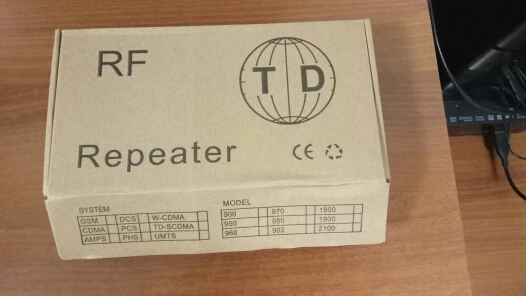 RF
T D
Repeater CE
SYSTEM
GSM DCS W-CDMA
CDMA PCS TD-SCDMA
AMPS PHS UMTS
MODEL
900 970 1800
950 980 1900
960 902 2100